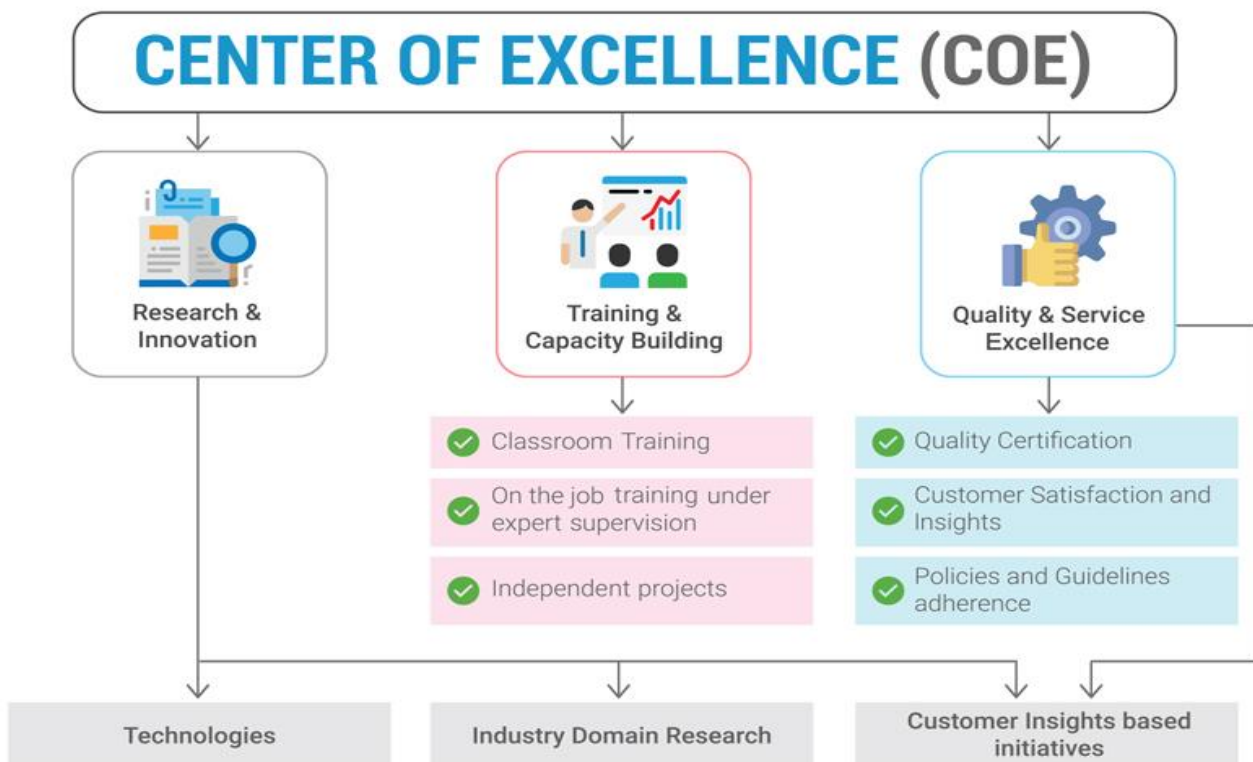 CENTER OF EXCELLENCE (COE)
Research &
Innovation
Training &
Capacity Building
Quality & Service
Excellence
Classroom Training
On the job training under
expert supervision
Independent projects
Quality Certification
Customer Satisfaction and
Insights
Policies and Guidelines
adherence
Technologies
Industry Domain Research
Customer Insights based
initiatives